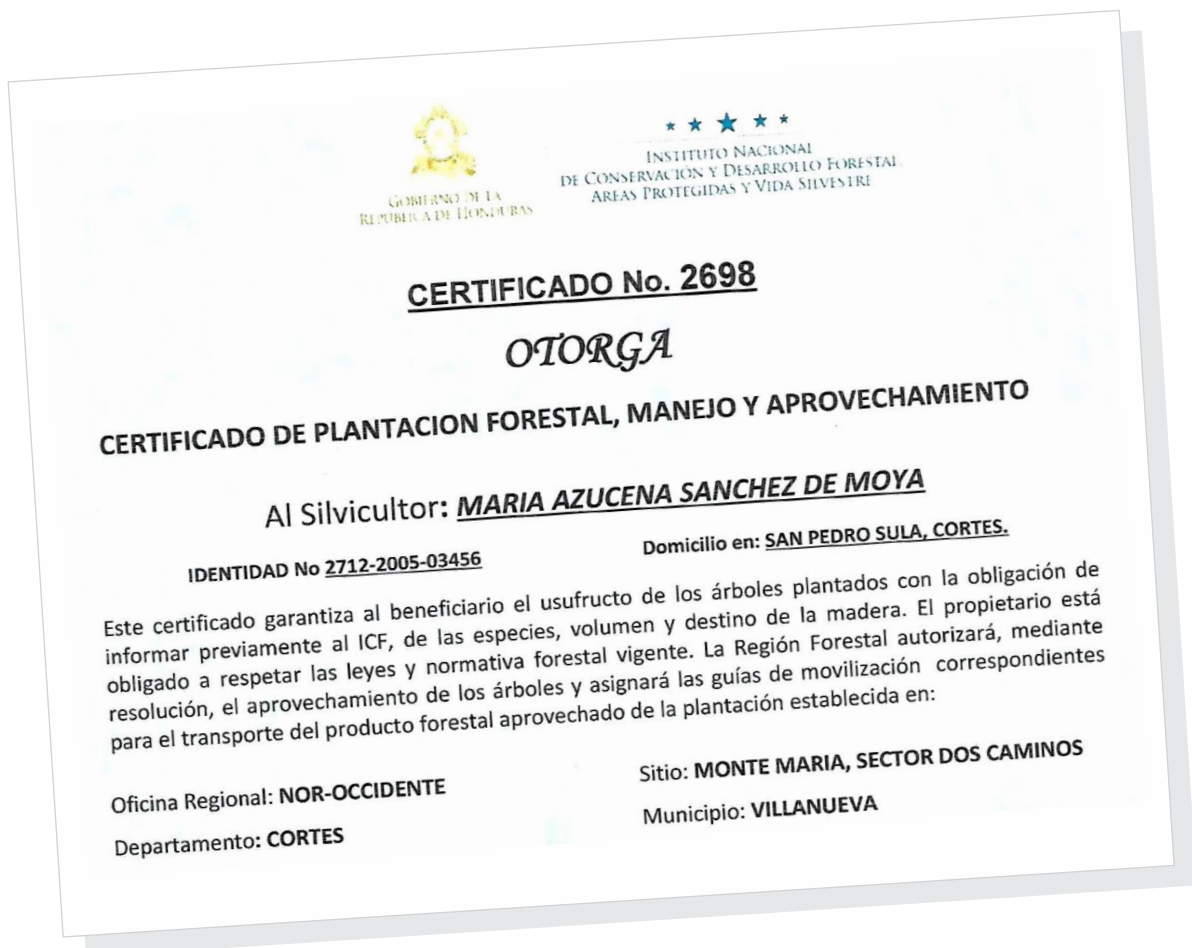 GOBIERNO DE LA
REPUBLICA DE HONDURAS
INSTITUTO NACIONAL
DE CONSERVACIÓN Y DESARROLLO FORESTAL,
AREAS PROTEGIDAS Y VIDA SILVESTRE
CERTIFICADO No. 2698
OTORGA
CERTIFICADO DE PLANTACION FORESTAL, MANEJO Y APROVECHAMIENTO
Al Silvicultor: MARIA AZUCENA SANCHEZ DE MOYA
IDENTIDAD No 2712-2005-03456 Domicilio en: SAN PEDRO SULA, CORTES.
Este certificado garantiza al beneficiario el usufructo de los árboles plantados con la obligación de
informar previamente al ICF, de las especies, volumen y destino de la madera. El propietario está
obligado a respetar las leyes y normativa forestal vigente. La Región Forestal autorizará, mediante
resolución, el aprovechamiento de los árboles y asignará las guías de movilización correspondientes
para el transporte del producto forestal aprovechado de la plantación establecida en:
Oficina Regional: NOR-OCCIDENTE Sitio: MONTE MARIA, SECTOR DOS CAMINOS
Departamento: CORTES Municipio: VILLANUEVA